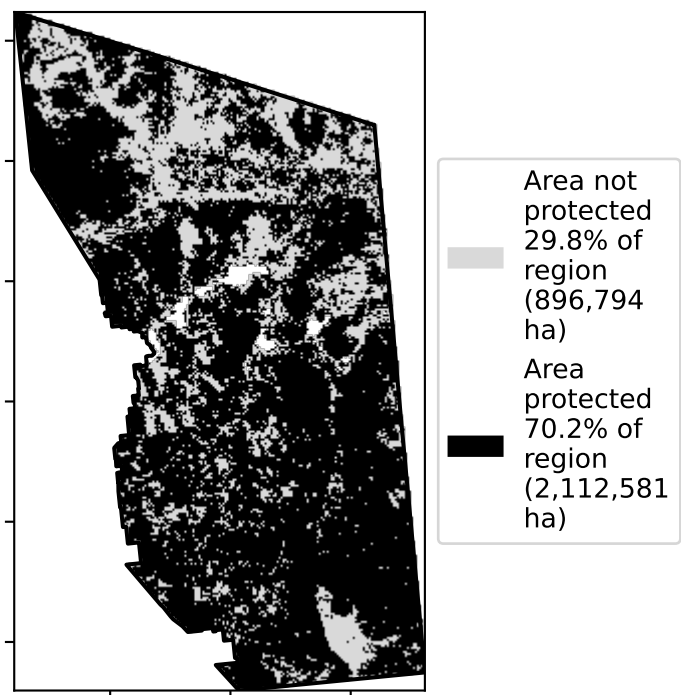 Area not
protected
29.8% of
region
(896,794
ha)
Area
protected
70.2% of
region
(2,112,581
ha)